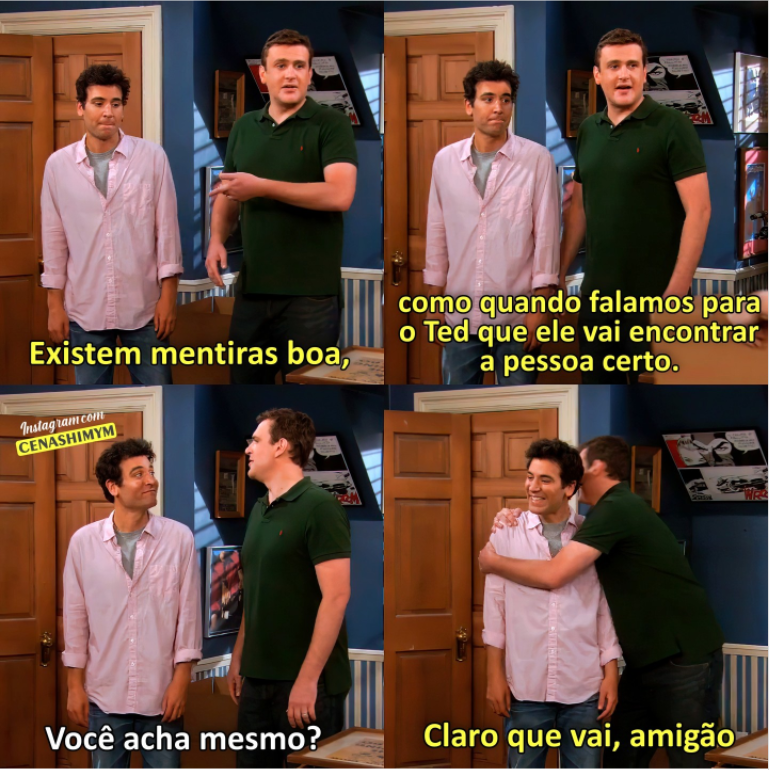 Existem mentiras boa,
como quando falamos para
o Ted que ele vai encontrar
a pessoa certo.
Instagram com
CENASHIMYM
Você acha mesmo?
Claro que vai, amigão